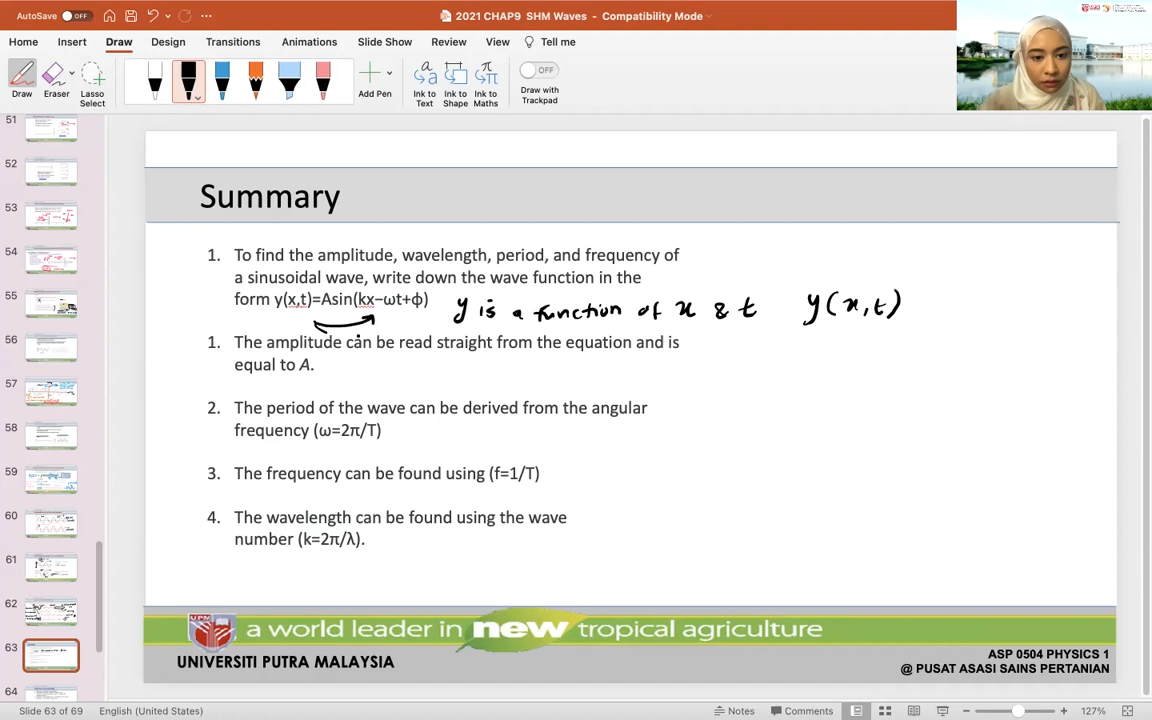 AutoSave OFF
2021 CHAP9 SHM Waves - Compatibility Mode
Home Insert Draw Design Transitions Animations Slide Show Review View Tell me
Draw Eraser Lasso Select Add Pen Ink to Text Ink to Shape Ink to Maths Draw with Trackpad OFF
51
52
53
54
55
56
57
58
59
60
61
62
63
64
Summary
1. To find the amplitude, wavelength, period, and frequency of
a sinusoidal wave, write down the wave function in the
form y(x,t)=Asin(kx−ωt+ϕ) y is a function of x & t y(x,t)
1. The amplitude can be read straight from the equation and is
equal to A.
2. The period of the wave can be derived from the angular
frequency (ω=2π/T)
3. The frequency can be found using (f=1/T)
4. The wavelength can be found using the wave
number (k=2π/λ).
UPM
a world leader in new tropical agriculture
UNIVERSITI PUTRA MALAYSIA
ASP 0504 PHYSICS 1
@ PUSAT ASASI SAINS PERTANIAN
Slide 63 of 69 English (United States) Notes Comments 127%